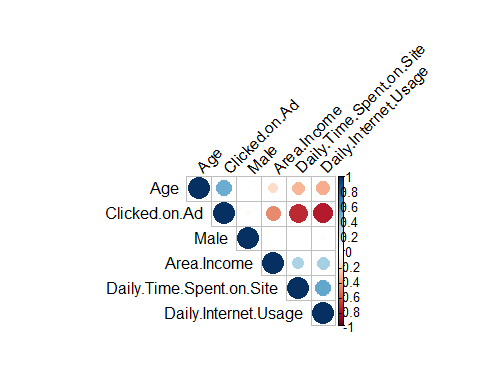 Age
Clicked.on.Ad
Male
Area.Income
Daily.Time.Spent.on.Site
Daily.Internet.Usage
Age
Clicked.on.Ad
Male
Area.Income
Daily.Time.Spent.on.Site
Daily.Internet.Usage
1
0.8
0.6
0.4
0.2
0
-0.2
-0.4
-0.6
-0.8
-1